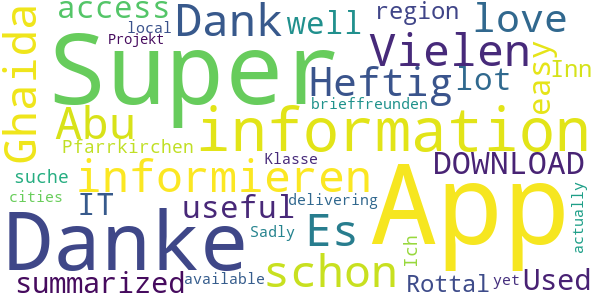 access
Dank
well
region
love
local
Projekt
Ghaida
Super
Vielen
easy
Heftig
lot
Inn
Abu
brieffreunden
information
Pfarrkirchen
Klasse
DOWNLOAD
App
suche
informieren
cities
IT
useful
delivering
actually
Danke
Es
Sadly
Ich
schon
summarized
available
Rottal
yet
Used